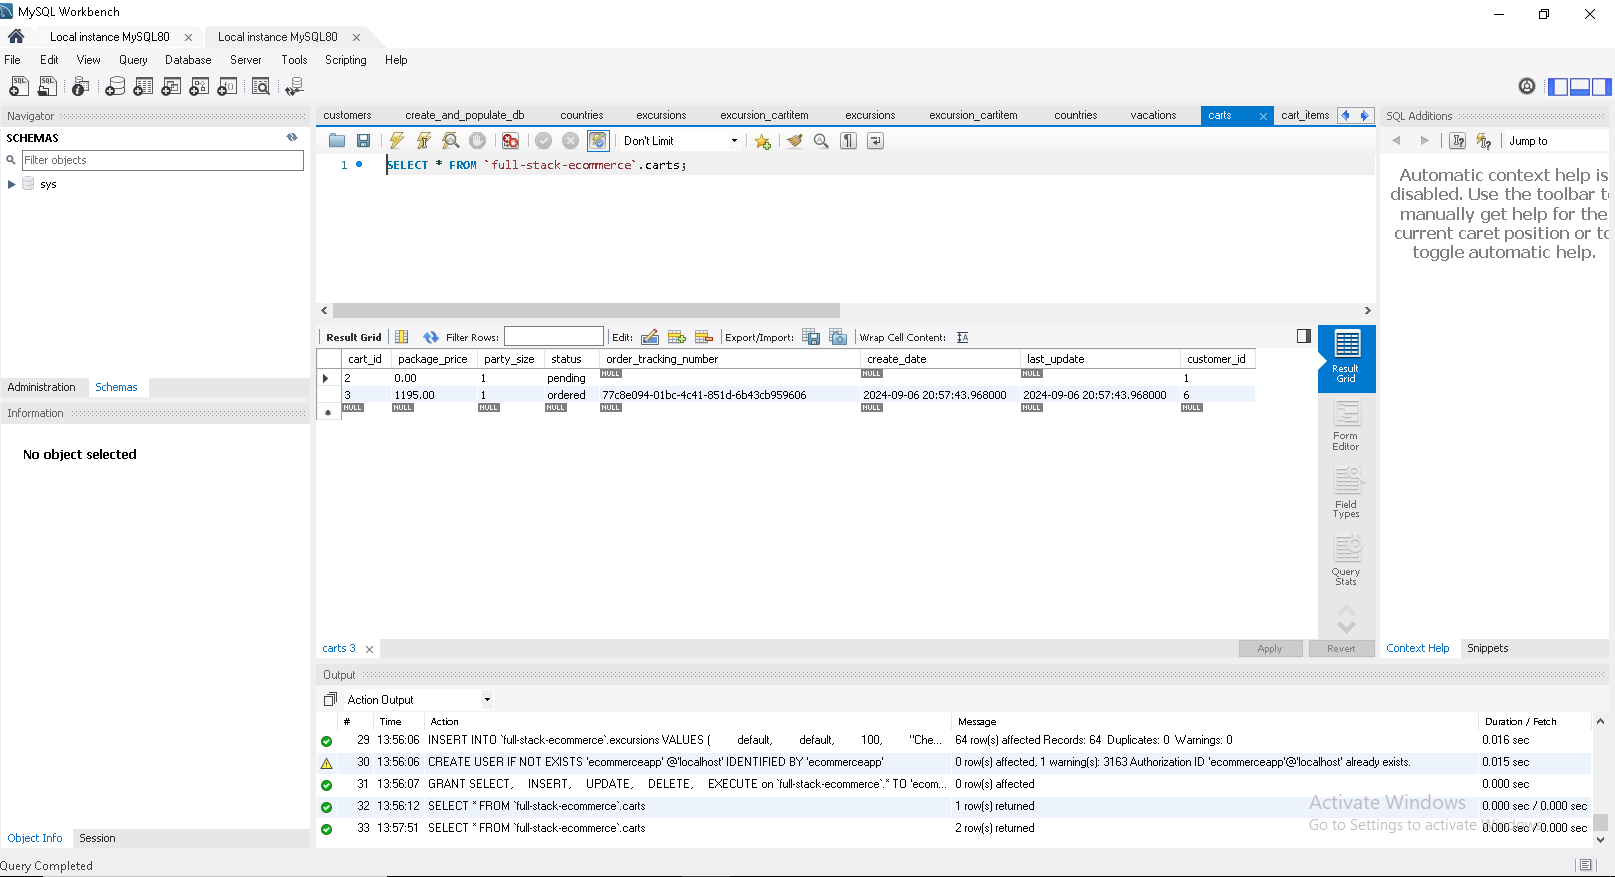 MySQL Workbench
Local instance MySQL80
Local instance MySQL80
File Edit View Query Database Server Tools Scripting Help
Navigator
SCHEMAS
Filter objects
sys
Administration Schemas
Information
No object selected
Object Info Session
Query Completed
customers create_and_populate_db countries excursions excursion_cartitem excursions excursion_cartitem countries vacations carts cart_items
Don't Limit
1 SELECT * FROM `full-stack-ecommerce`.carts;
Result Grid Filter Rows: Edit: Export/Import: Wrap Cell Content:
cart_id package_price party_size status order_tracking_number create_date last_update customer_id
2 0.00 1 pending NULL NULL NULL 1
3 1195.00 1 ordered 77c8e094-01bc-4c41-851d-6b43cb959606 2024-09-06 20:57:43.968000 2024-09-06 20:57:43.968000 6
NULL NULL NULL NULL NULL NULL NULL NULL
Result
Grid
Form
Editor
Field
Types
Query
Stats
carts 3
Apply Revert
SQL Additions
Jump to
Automatic context help is
disabled. Use the toolbar to
manually get help for the
current caret position or to
toggle automatic help.
Context Help Snippets
Output
Action Output
# Time Action Message Duration / Fetch
29 13:56:06 INSERT INTO `full-stack-ecommerce`.excursions VALUES ( default, default, 100, "Che... 64 row(s) affected Records: 64 Duplicates: 0 Warnings: 0 0.016 sec
30 13:56:06 CREATE USER IF NOT EXISTS 'ecommerceapp' @'localhost' IDENTIFIED BY 'ecommerceapp' 0 row(s) affected, 1 warning(s): 3163 Authorization ID 'ecommerceapp'@'localhost' already exists. 0.015 sec
31 13:56:07 GRANT SELECT, INSERT, UPDATE, DELETE, EXECUTE on `full-stack-ecommerce`.* TO 'ecom... 0 row(s) affected 0.000 sec
32 13:56:12 SELECT * FROM `full-stack-ecommerce`.carts 1 row(s) returned 0.000 sec / 0.000 sec
33 13:57:51 SELECT * FROM `full-stack-ecommerce`.carts 2 row(s) returned 0.000 sec / 0.000 sec
Activate Windows
Go to Settings to activate Windows.